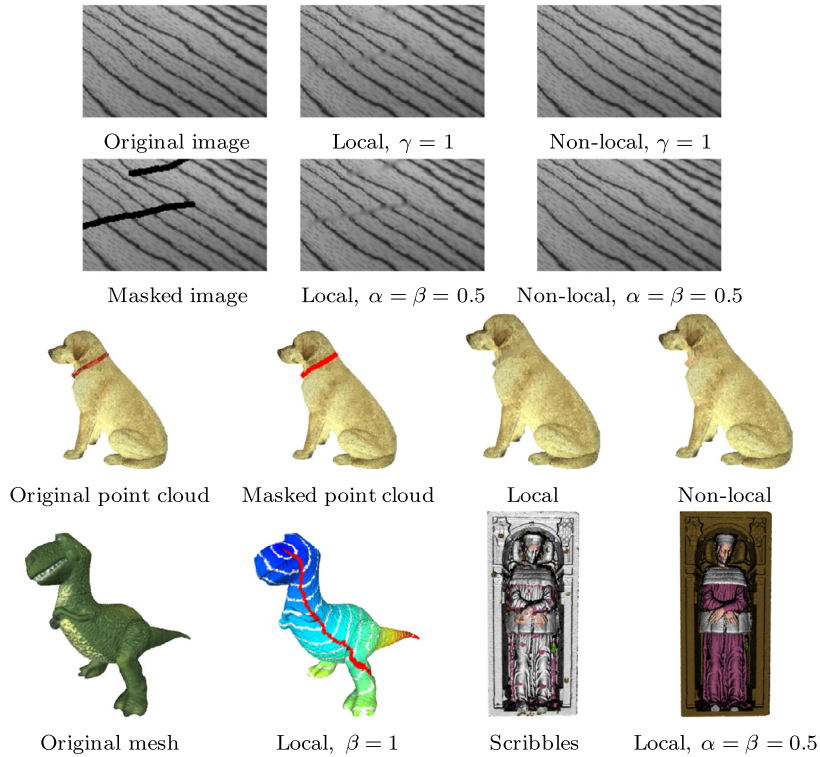 Original image Local, γ = 1 Non-local, γ = 1
Masked image Local, α = β = 0.5 Non-local, α = β = 0.5
Original point cloud Masked point cloud Local Non-local
Original mesh Local, β = 1 Scribbles Local, α = β = 0.5